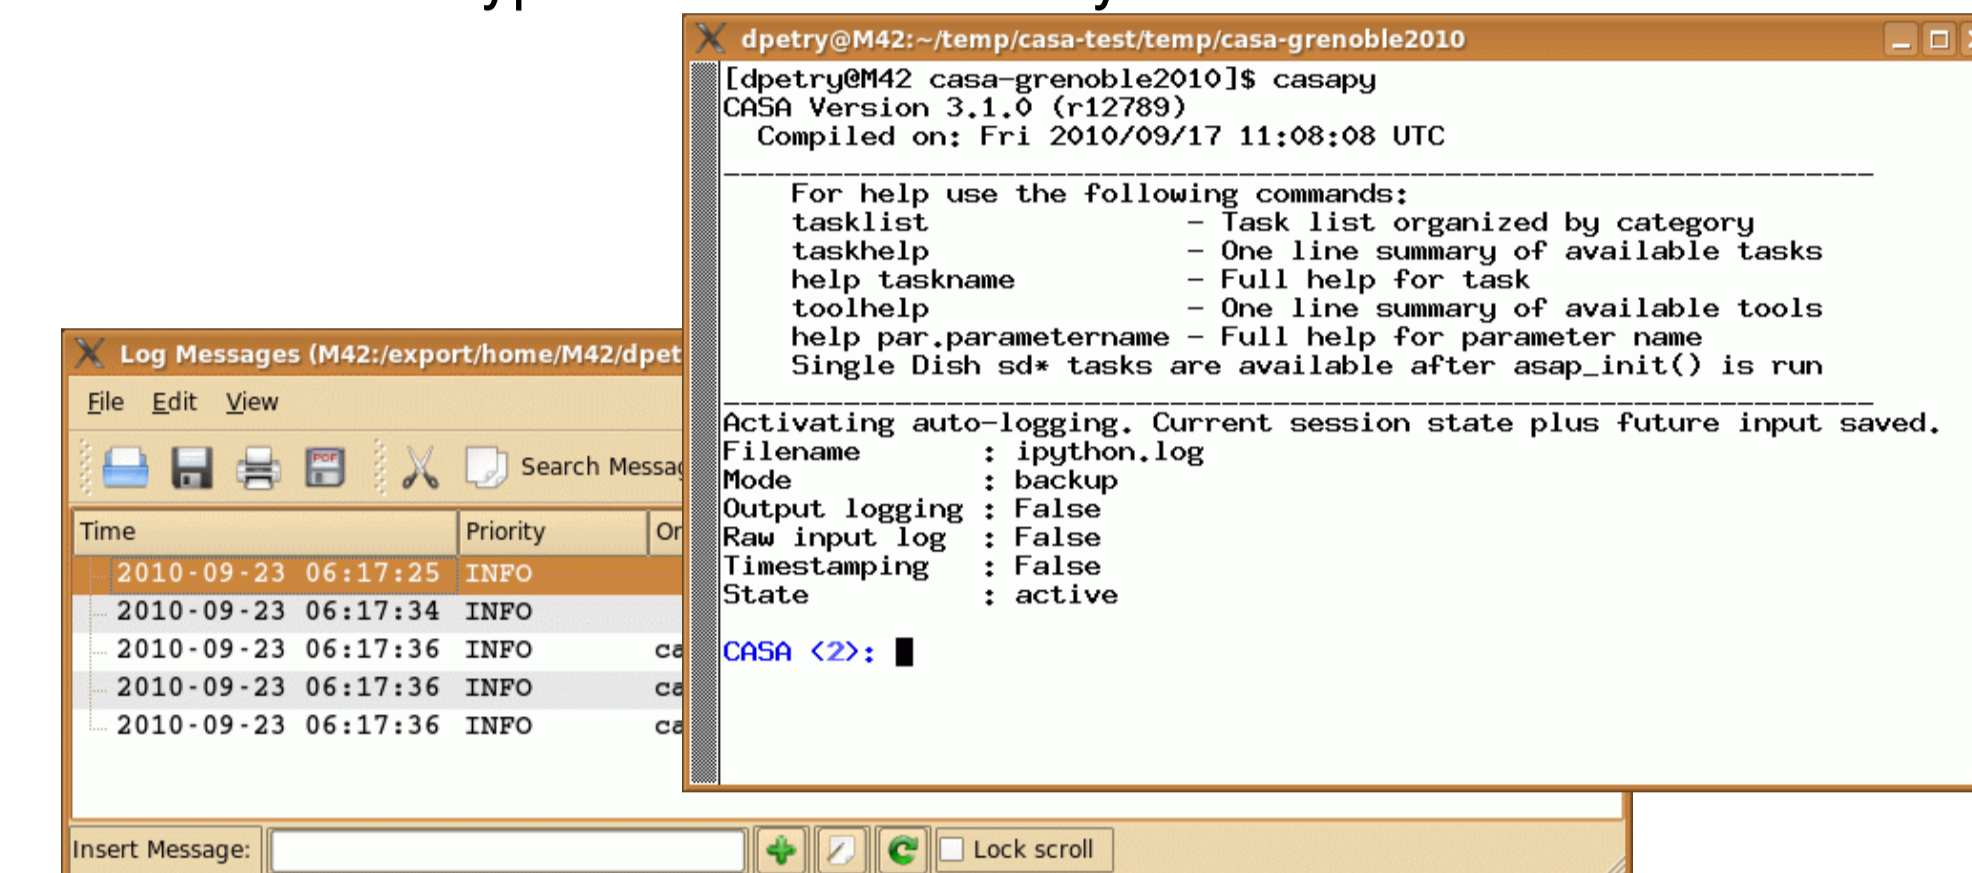 dpetry@M42:~/temp/casa-test/temp/casa-grenoble2010
[dpetry@M42 casa-grenoble2010]$ casapy
CASA Version 3.1.0 (r12789)
Compiled on: Fri 2010/09/17 11:08:08 UTC
For help use the following commands:
tasklist - Task list organized by category
taskhelp - One line summary of available tasks
help taskname - Full help for task
toolhelp - One line summary of available tools
help par.parametername - Full help for parameter name
Single Dish sd* tasks are available after asap_init() is run
Activating auto-logging. Current session state plus future input saved.
Filename : ipython.log
Mode : backup
Output logging : False
Raw input log : False
Timestamping : False
State : active
CASA <2>:
Log Messages (M42:/export/home/M42/dpet
File Edit View
PDF
Search Messag
Time Priority Or
2010-09-23 06:17:25 INFO
2010-09-23 06:17:34 INFO
2010-09-23 06:17:36 INFO ca
2010-09-23 06:17:36 INFO ca
2010-09-23 06:17:36 INFO ca
Insert Message: Lock scroll